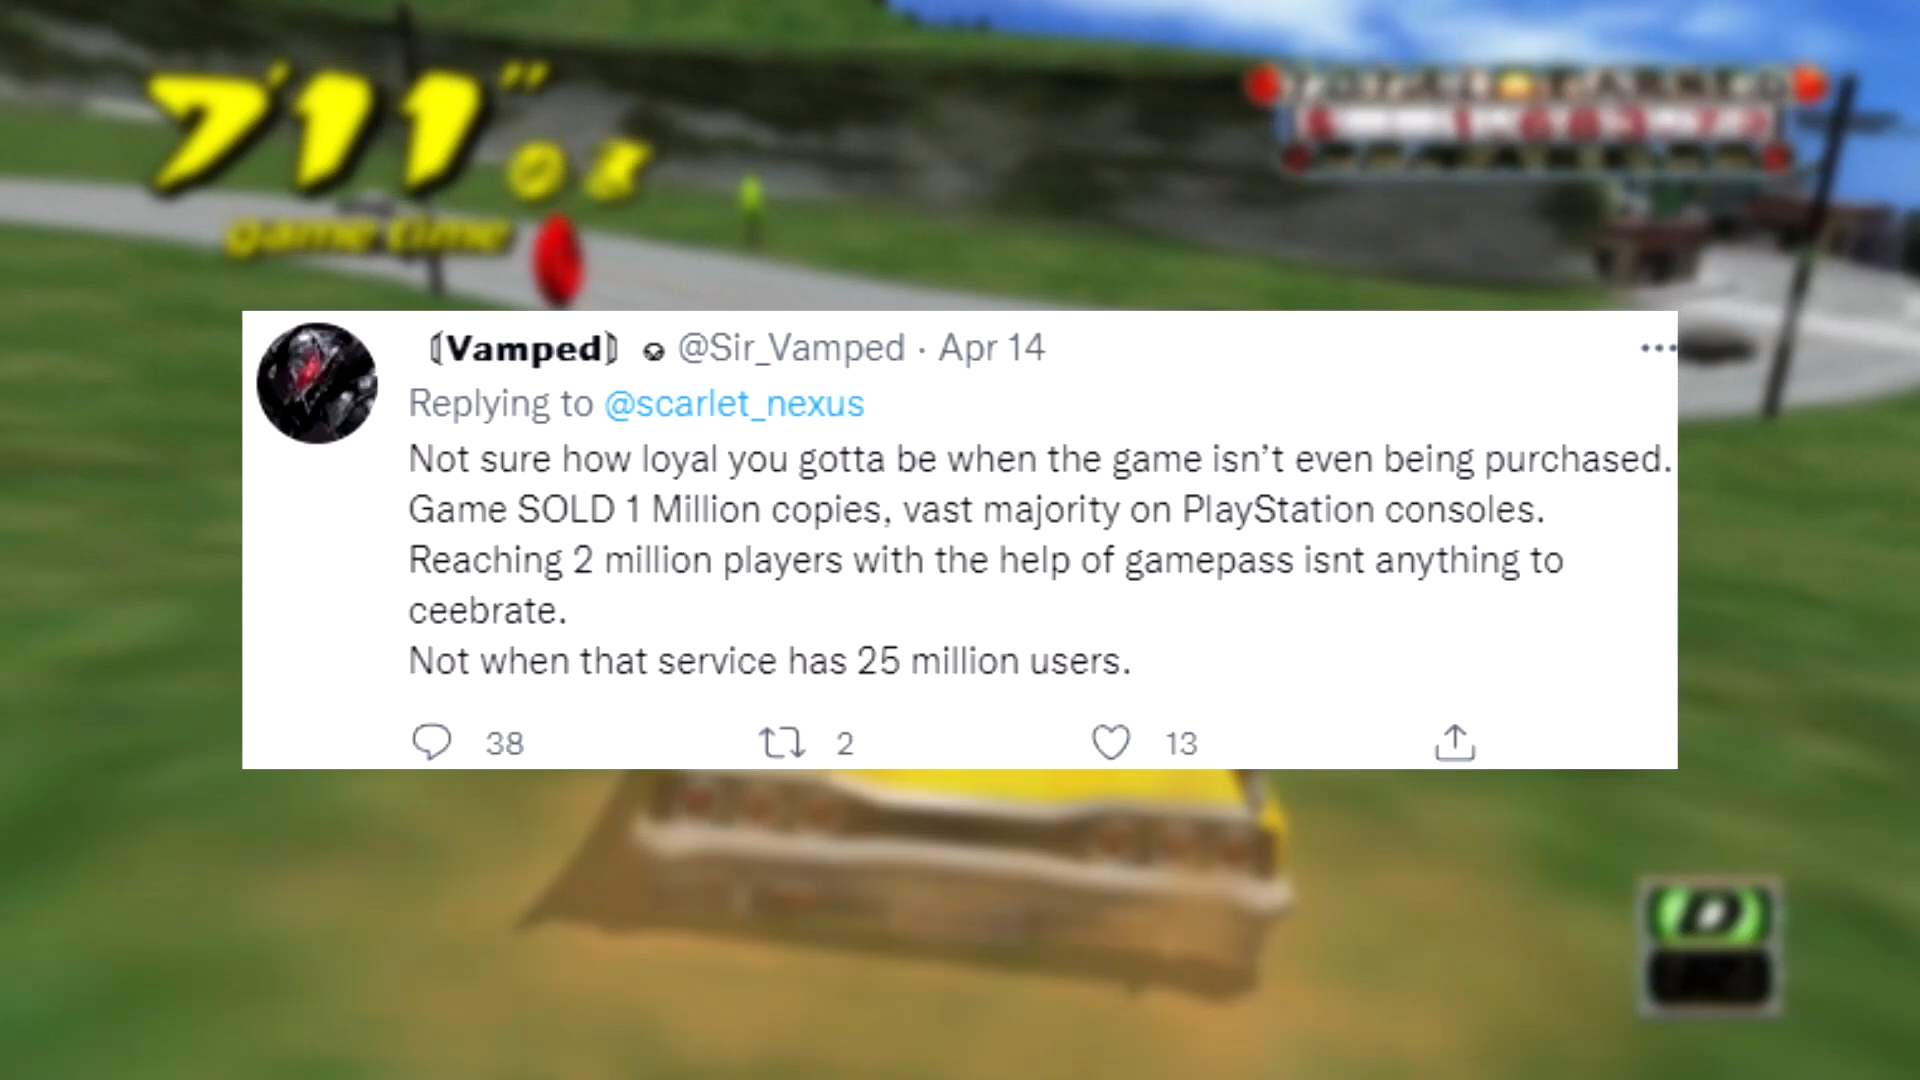 7'11"
game time
〘Vamped〙 @Sir_Vamped · Apr 14
Replying to @scarlet_nexus
Not sure how loyal you gotta be when the game isn’t even being purchased.
Game SOLD 1 Million copies, vast majority on PlayStation consoles.
Reaching 2 million players with the help of gamepass isnt anything to
ceebrate.
Not when that service has 25 million users.
38 2 13
D